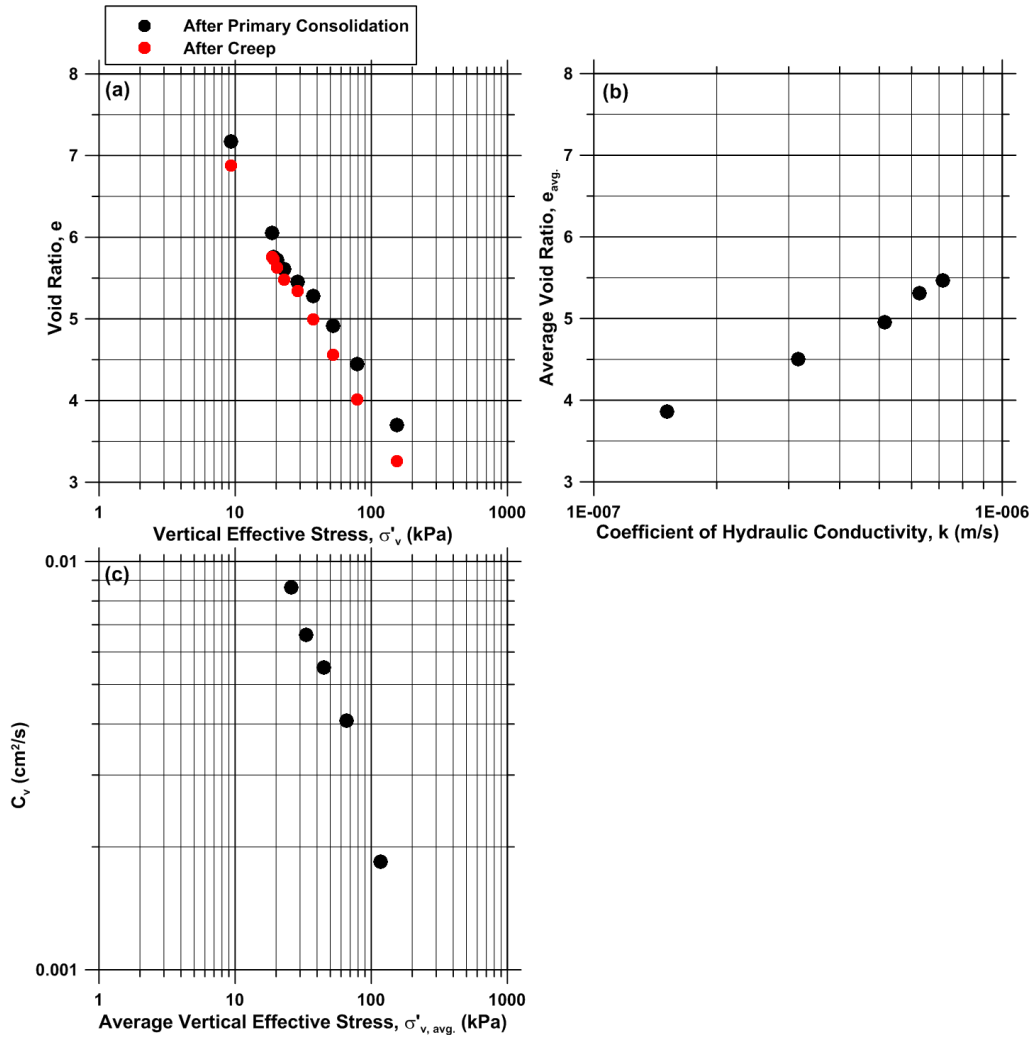 After Primary Consolidation
After Creep
(a)
8
7
6
5
4
3
Void Ratio, e
1 10 100 1000
Vertical Effective Stress, σ'v (kPa)
(b)
8
7
6
5
4
3
Average Void Ratio, eavg.
1E-007 1E-006
Coefficient of Hydraulic Conductivity, k (m/s)
(c)
0.01
0.001
Cv (cm²/s)
1 10 100 1000
Average Vertical Effective Stress, σ'v, avg. (kPa)